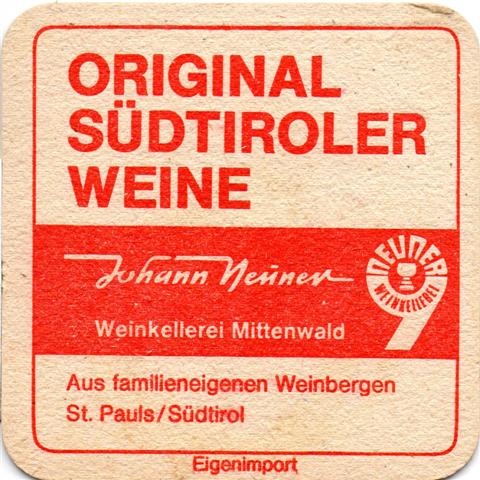 ORIGINAL
SÜDTIROLER
WEINE
Johann Neuner
NEUNER
WEINKELLEREI
Weinkellerei Mittenwald
Aus familieneigenen Weinbergen
St. Pauls/Südtirol
Eigenimport